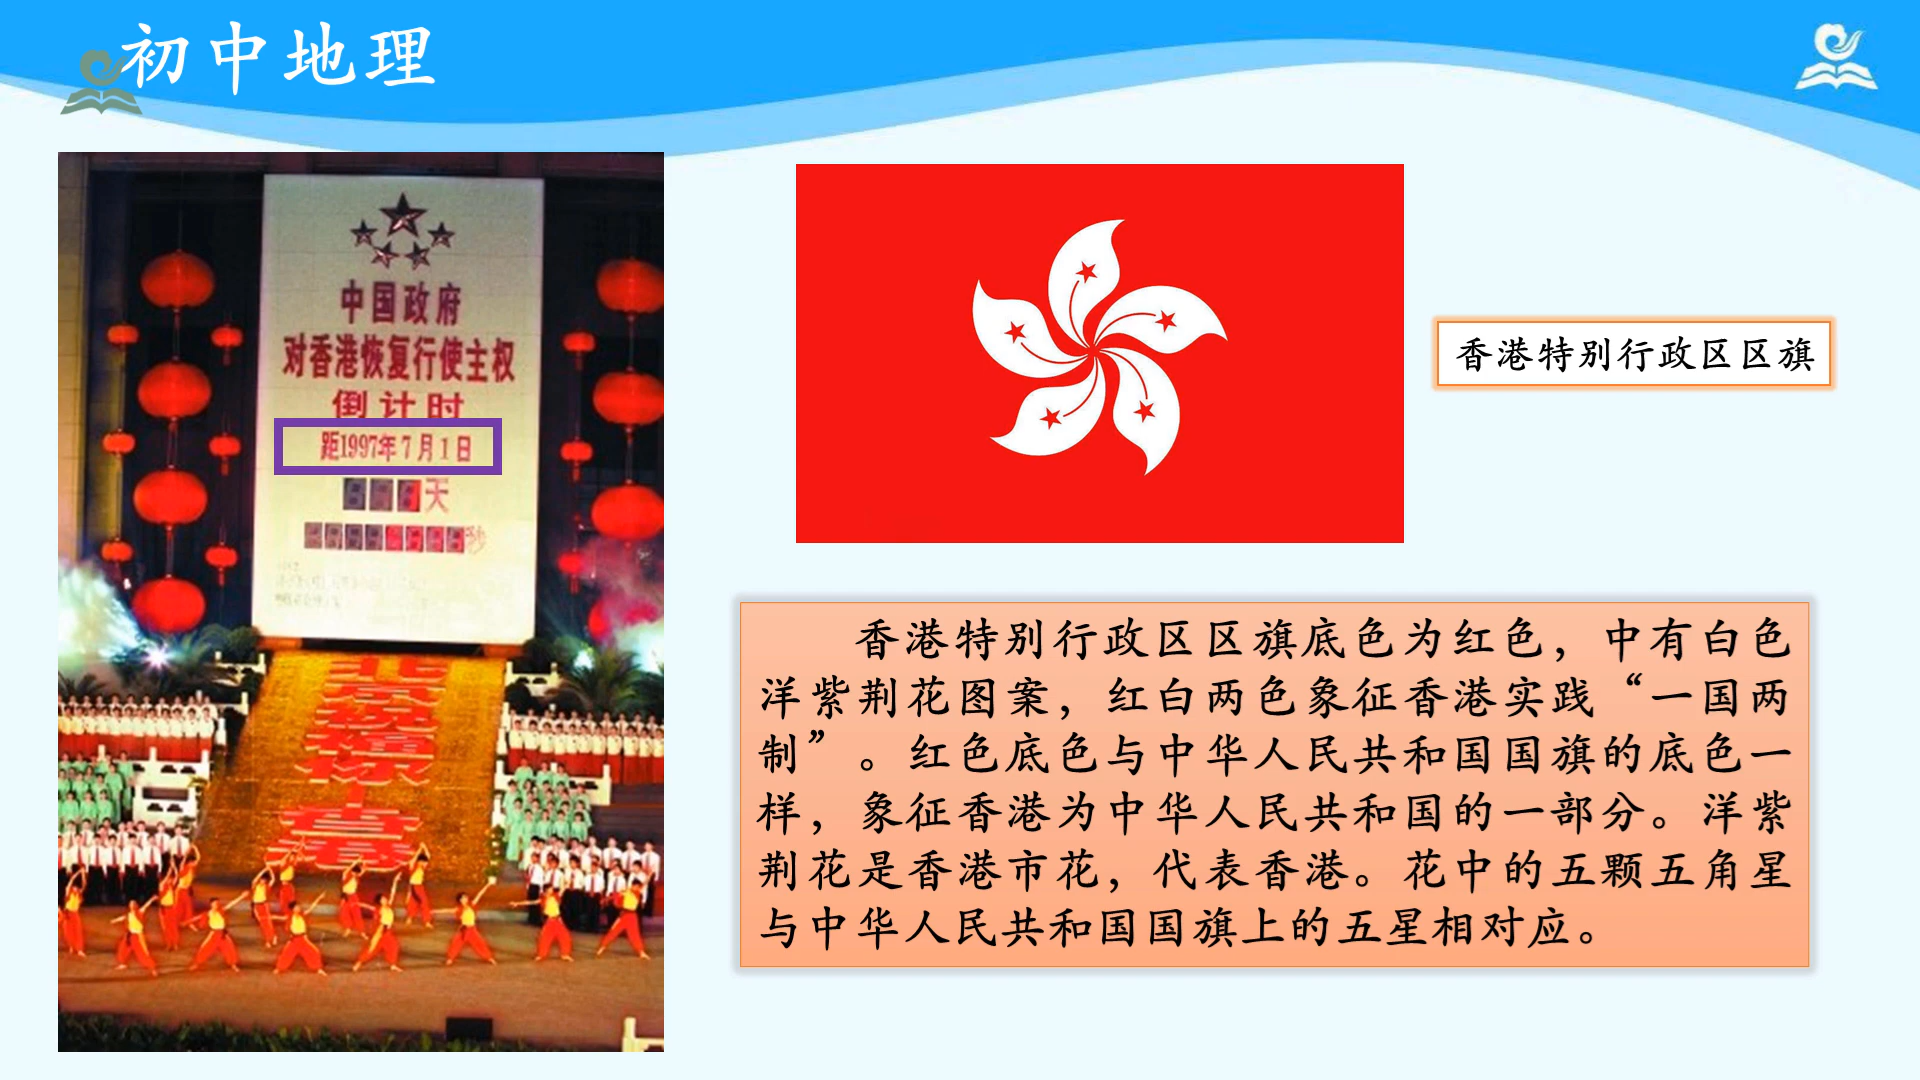 初中地理
中国政府
对香港恢复行使主权
倒计时
距1997年7月1日
天
秒
北京祝福你
香港
香港特别行政区区旗
香港特别行政区区旗底色为红色，中有白色
洋紫荆花图案，红白两色象征香港实践“一国两
制”。红色底色与中华人民共和国国旗的底色一
样，象征香港为中华人民共和国的一部分。洋紫
荆花是香港市花，代表香港。花中的五颗五角星
与中华人民共和国国旗上的五星相对应。